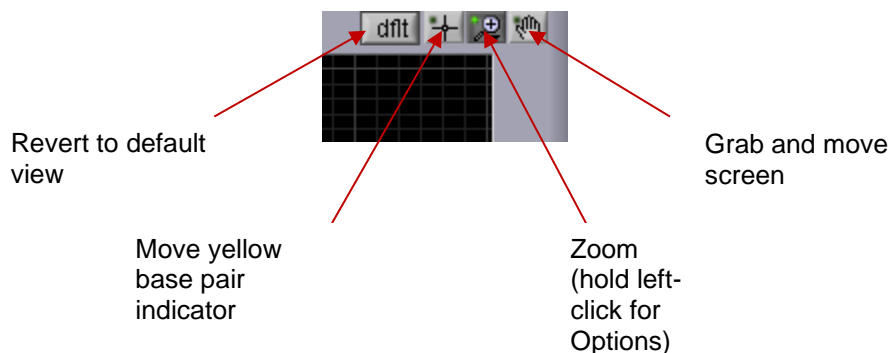 dflt
Revert to default
view
Grab and move
screen
Move yellow
base pair
indicator
Zoom
(hold left-
click for
Options)